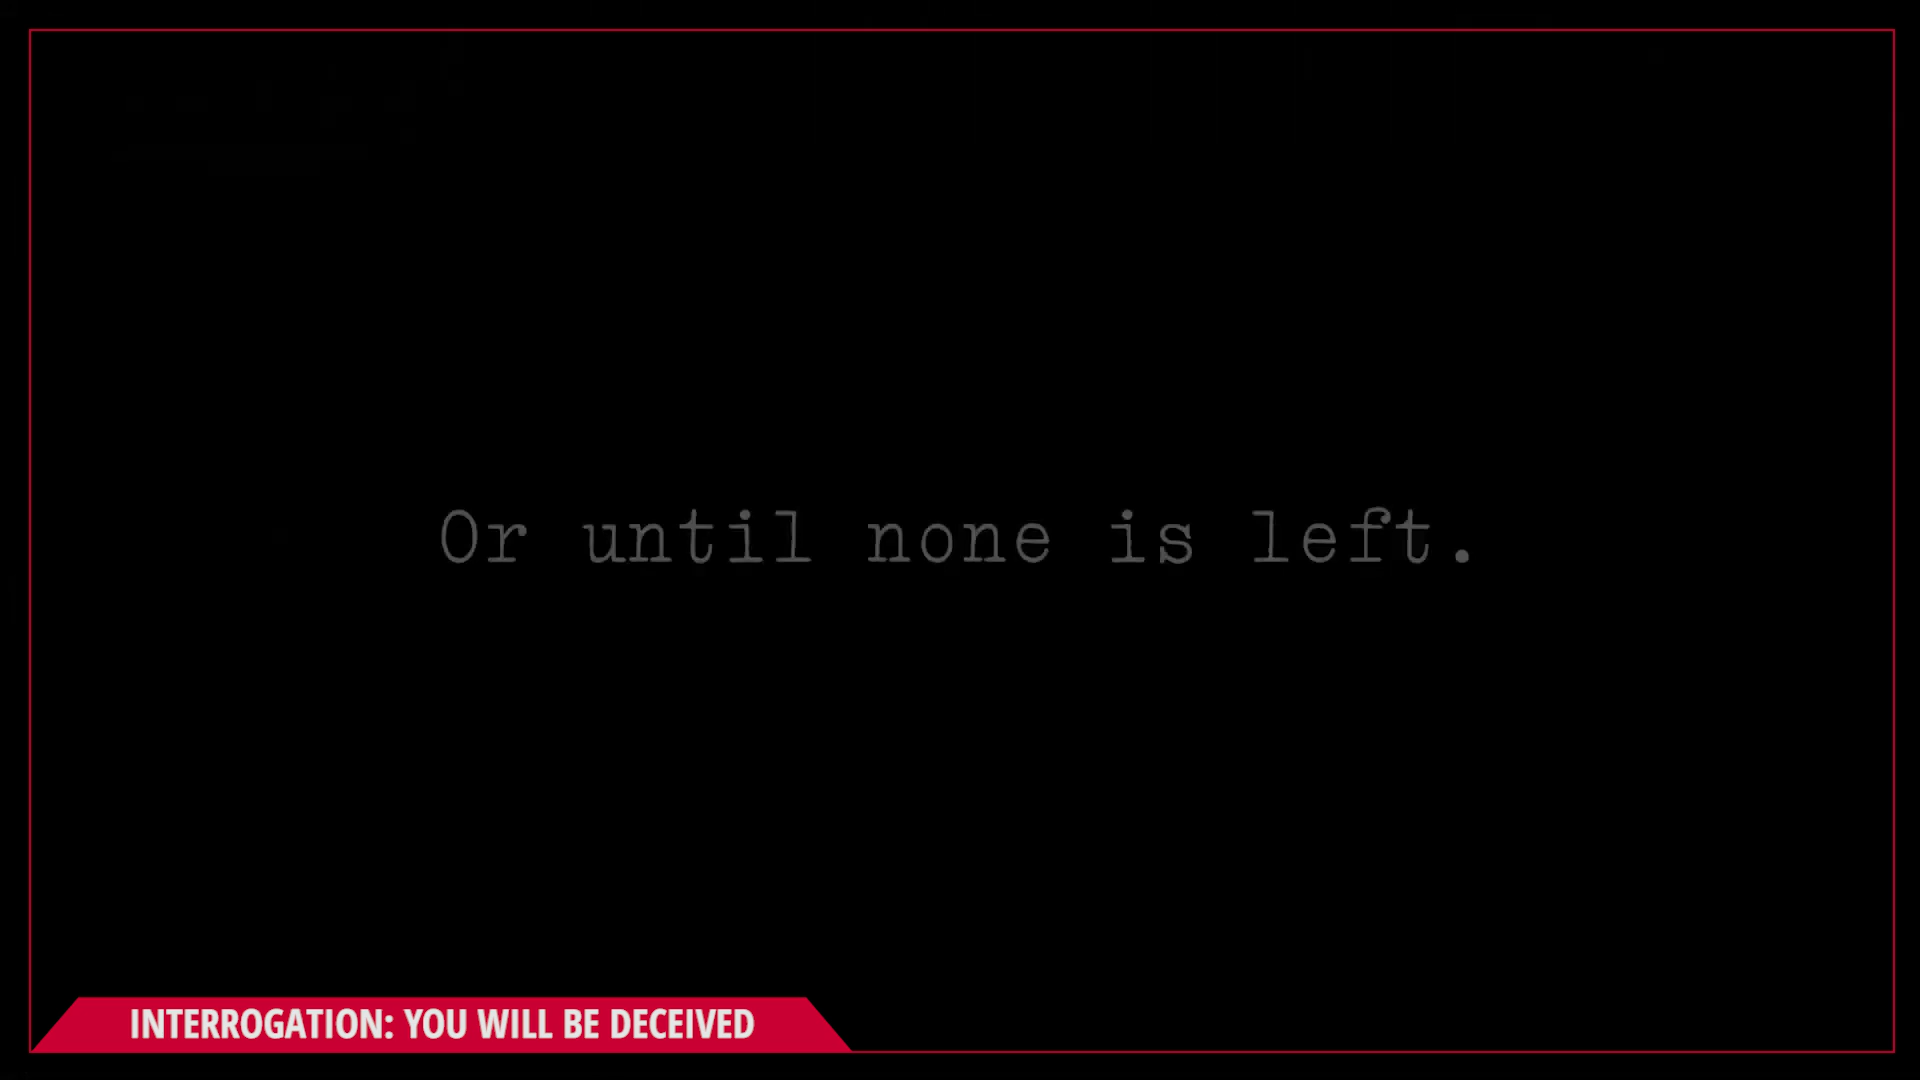 Or until none is left.
INTERROGATION: YOU WILL BE DECEIVED